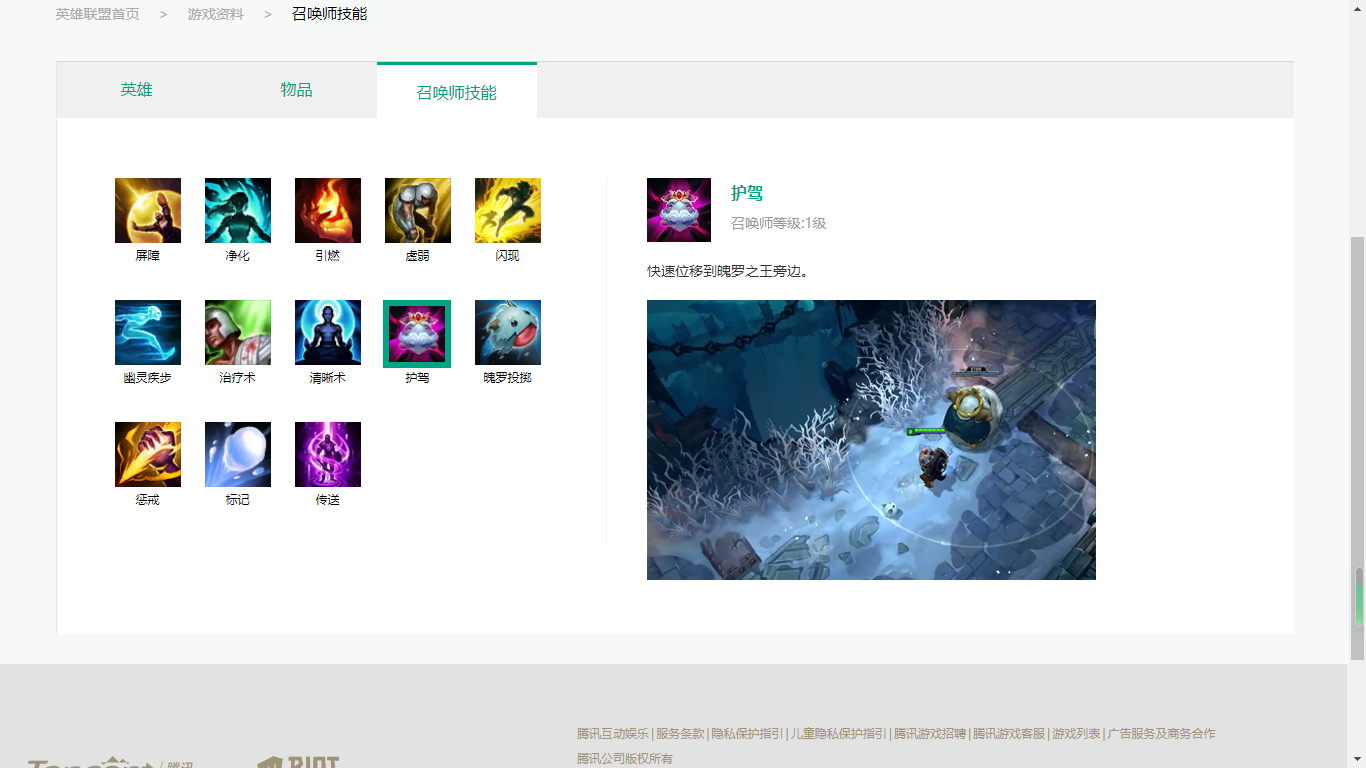 英雄联盟首页 > 游戏资料 > 召唤师技能
英雄 物品 召唤师技能
屏障 净化 引燃 虚弱 闪现
幽灵疾步 治疗术 清晰术 护驾 魄罗投掷
惩戒 标记 传送
护驾
召唤师等级:1级
快速位移到魄罗之王旁边。
腾讯互动娱乐|服务条款|隐私保护指引|儿童隐私保护指引|腾讯游戏招聘|腾讯游戏客服|游戏列表|广告服务及商务合作
Tencent 腾讯 RIOT
腾讯公司版权所有